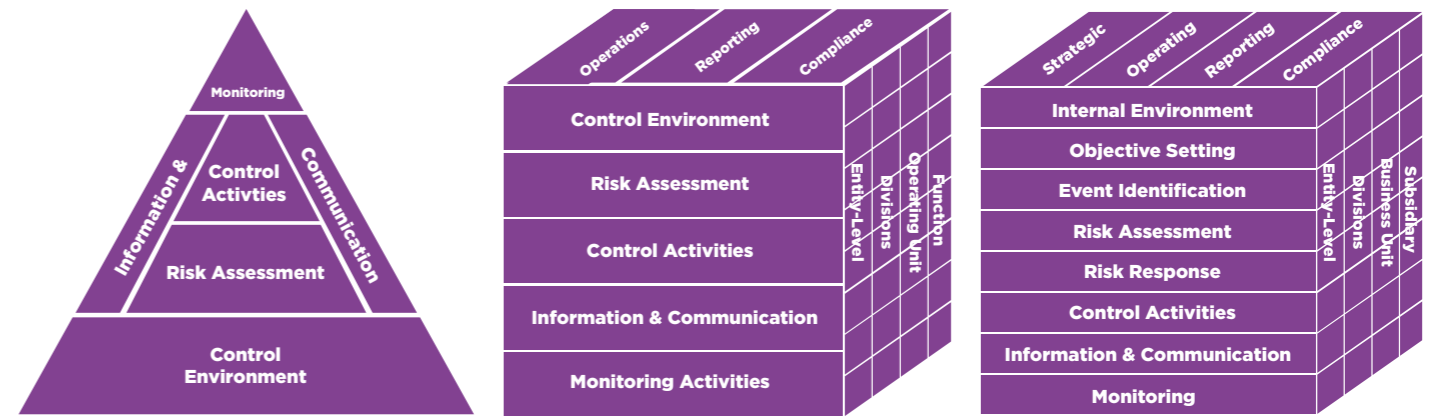 Monitoring
Information &
Control
Activties
Communication
Risk Assessment
Control
Environment
Operations
Reporting
Compliance
Control Environment
Risk Assessment
Control Activities
Information & Communication
Monitoring Activities
Entity-Level
Divisions
Operating Unit
Function
Strategic
Operating
Reporting
Compliance
Internal Environment
Objective Setting
Event Identification
Risk Assessment
Risk Response
Control Activities
Information & Communication
Monitoring
Entity-Level
Divisions
Business Unit
Subsidiary